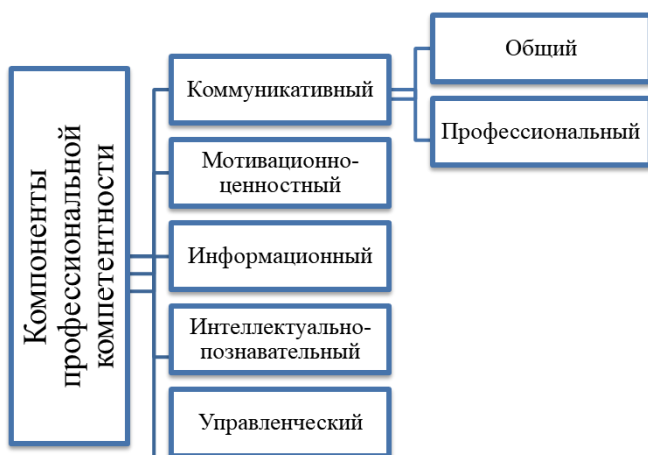 Компоненты
профессиональной
компетентности
Коммуникативный
Общий
Профессиональный
Мотивационно-
ценностный
Информационный
Интеллектуально-
познавательный
Управленческий